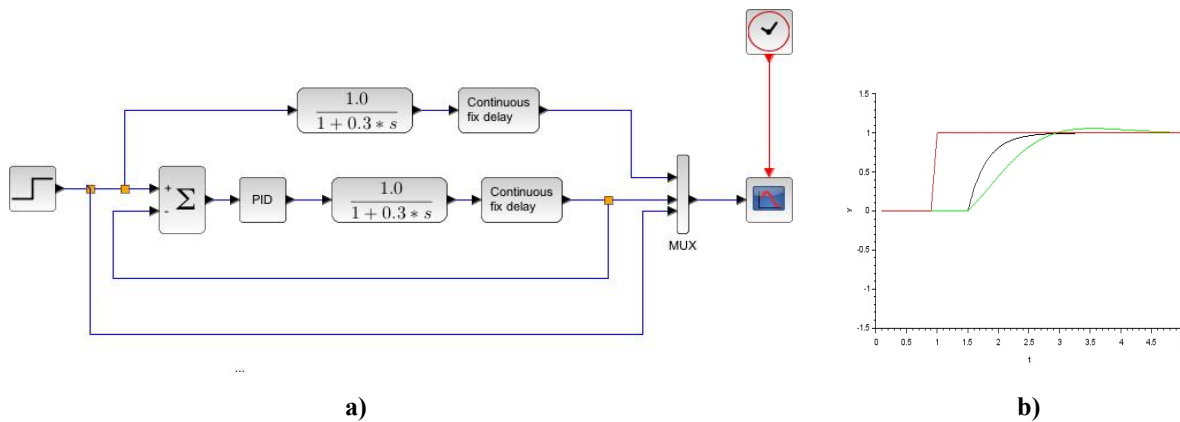 1.0
1 + 0.3 * s
Continuous
fix delay
+
-
Σ
PID
1.0
1 + 0.3 * s
Continuous
fix delay
MUX
...
a)
1.5
1
0.5
0
-0.5
-1
-1.5
y
0 0.5 1 1.5 2 2.5 3 3.5 4 4.5
t
b)